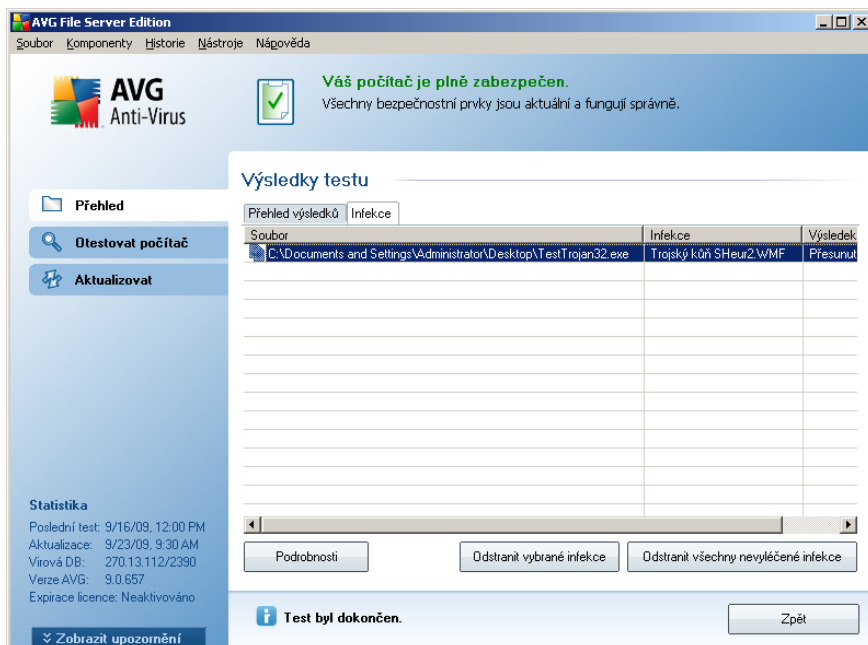 AVG File Server Edition
Soubor Komponenty Historie Nástroje Nápověda
AVG
Anti-Virus
Váš počítač je plně zabezpečen.
Všechny bezpečnostní prvky jsou aktuální a fungují správně.
Přehled
Otestovat počítač
Aktualizovat
Výsledky testu
Přehled výsledků Infekce
Soubor Infekce Výsledek
C:\Documents and Settings\Administrator\Desktop\TestTrojan32.exe Trojský kůň SHeur2.WMF Přesunut
Statistika
Poslední test: 9/16/09, 12:00 PM
Aktualizace: 9/23/09, 9:30 AM
Virová DB: 270.13.112/2390
Verze AVG: 9.0.657
Expirace licence: Neaktivováno
Zobrazit upozornění
Podrobnosti Odstranit vybrané infekce Odstranit všechny nevyléčené infekce
Test byl dokončen.
Zpět